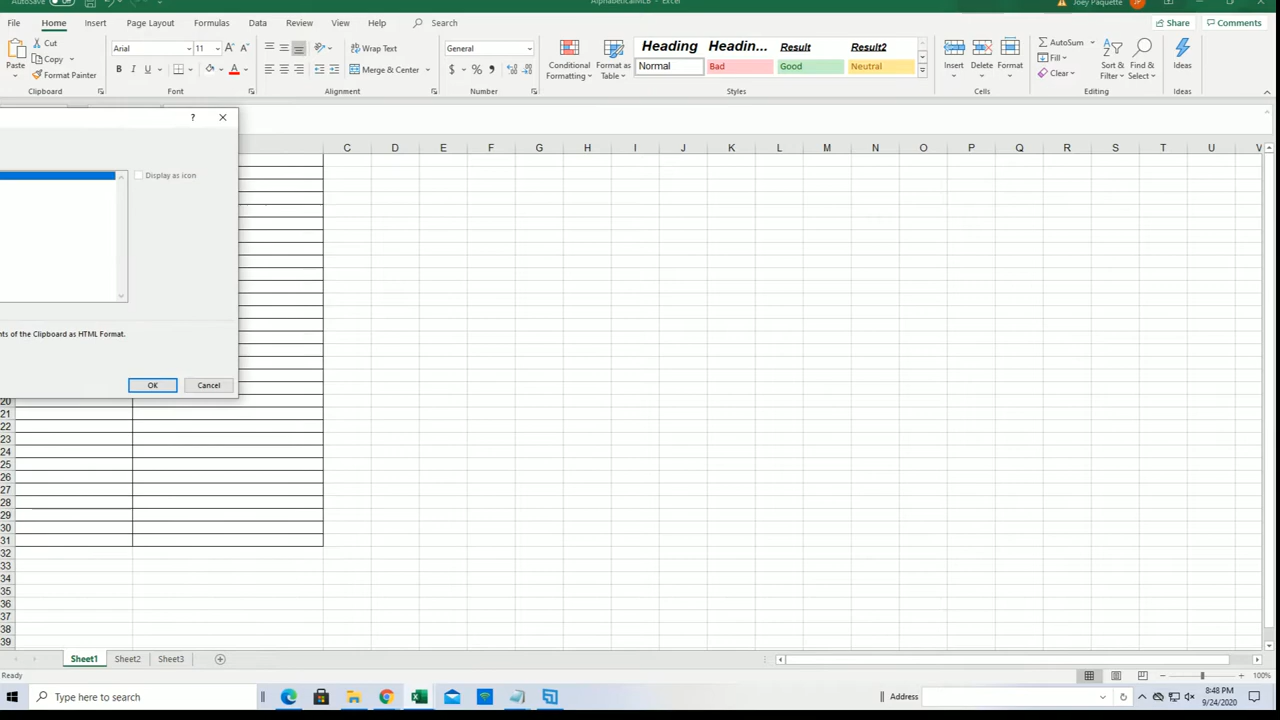 AutoSave Off AlphabeticalMLB - Excel Joey Paquette JP
File Home Insert Page Layout Formulas Data Review View Help Search Share Comments
Paste Cut Copy Format Painter Clipboard
Arial 11 A A B I U A Font
Wrap Text Merge & Center Alignment
General $ % , Number
Conditional Formatting Format as Table
Heading Headin... Result Result2
Normal Bad Good Neutral
Styles
Insert Delete Format Cells
AutoSum Fill Clear Sort & Filter Find & Select Editing
Ideas Ideas
? ×
Display as icon
nts of the Clipboard as HTML Format.
OK Cancel
C D E F G H I J K L M N O P Q R S T U V
20
21
22
23
24
25
26
27
28
29
30
31
32
33
34
35
36
37
38
39
Sheet1 Sheet2 Sheet3
Ready 100%
Type here to search Address 8:48 PM
9/24/2020